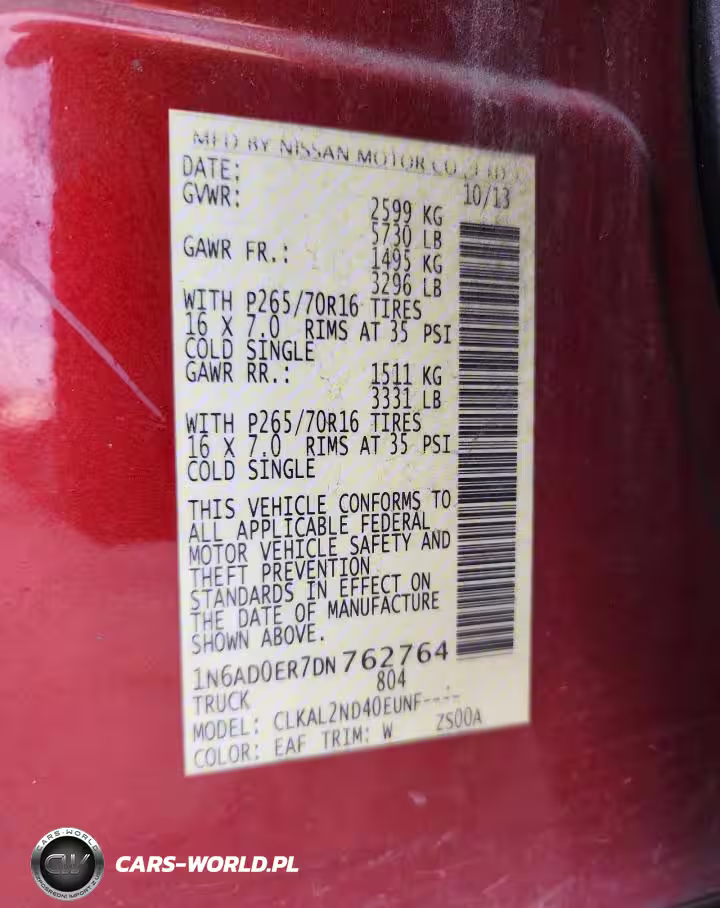 MFD BY NISSAN MOTOR CO., LTD.
DATE: 10/13
GVWR: 2599 KG
5730 LB
GAWR FR.: 1495 KG
3296 LB
WITH P265/70R16 TIRES
16 X 7.0 RIMS AT 35 PSI
COLD SINGLE
GAWR RR.: 1511 KG
3331 LB
WITH P265/70R16 TIRES
16 X 7.0 RIMS AT 35 PSI
COLD SINGLE
THIS VEHICLE CONFORMS TO
ALL APPLICABLE FEDERAL
MOTOR VEHICLE SAFETY AND
THEFT PREVENTION
STANDARDS IN EFFECT ON
THE DATE OF MANUFACTURE
SHOWN ABOVE.
1N6AD0ER7DN762764
TRUCK 804
MODEL: CLKAL2ND40EUNF----
COLOR: EAF TRIM: W ZS00A
CARS-WORLD
CW
CARS-WORLD.PL